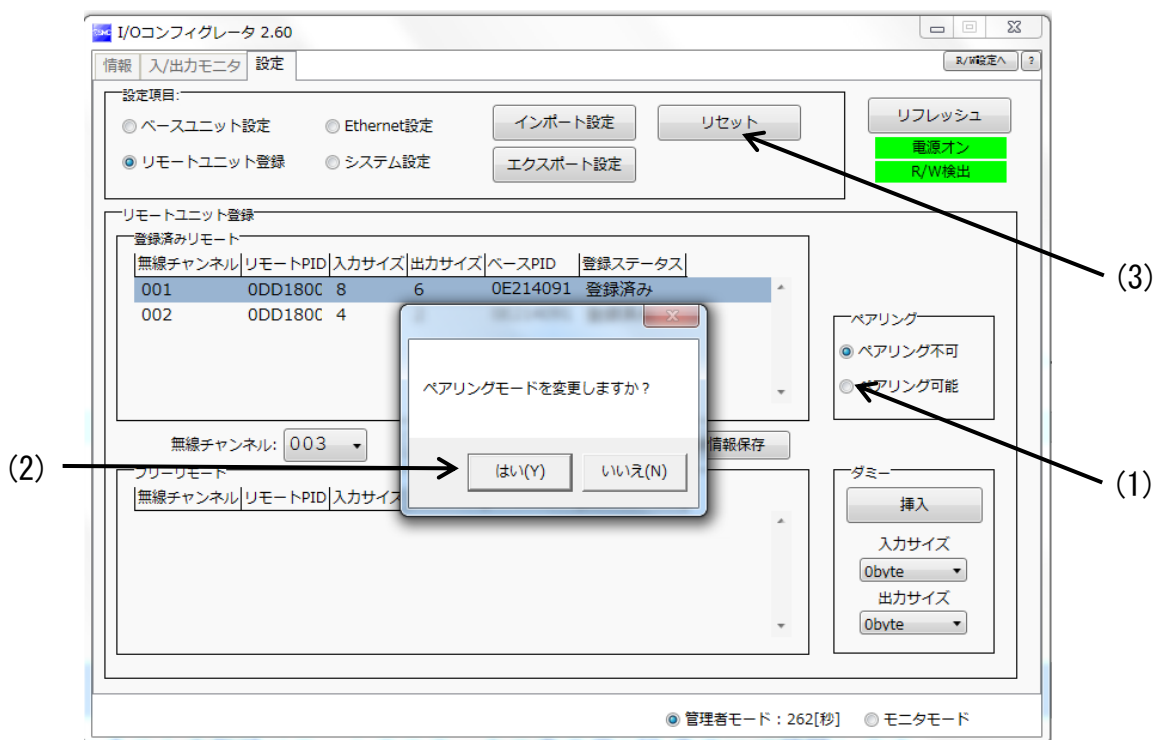 I/Oコンフィグレータ 2.60
情報 入/出力モニタ 設定 R/W設定へ ?
設定項目:
ベースユニット設定 Ethernet設定 インポート設定 リセット リフレッシュ
電源オン
リモートユニット登録 システム設定 エクスポート設定 R/W検出
リモートユニット登録
登録済みリモート
無線チャンネル リモートPID 入力サイズ 出力サイズ ベースPID 登録ステータス
(3)
001 0DD1800 8 6 0E214091 登録済み
002 0DD1800 4 2
ペアリング
ペアリング不可
ペアリングモードを変更しますか?
ペアリング可能
無線チャンネル: 003 情報保存
(2)
はい(Y) いいえ(N)
フリーリモート ダミー
(1)
無線チャンネル リモートPID 入力サイズ
挿入
入力サイズ
0byte
出力サイズ
0byte
管理者モード:262[秒] モニタモード